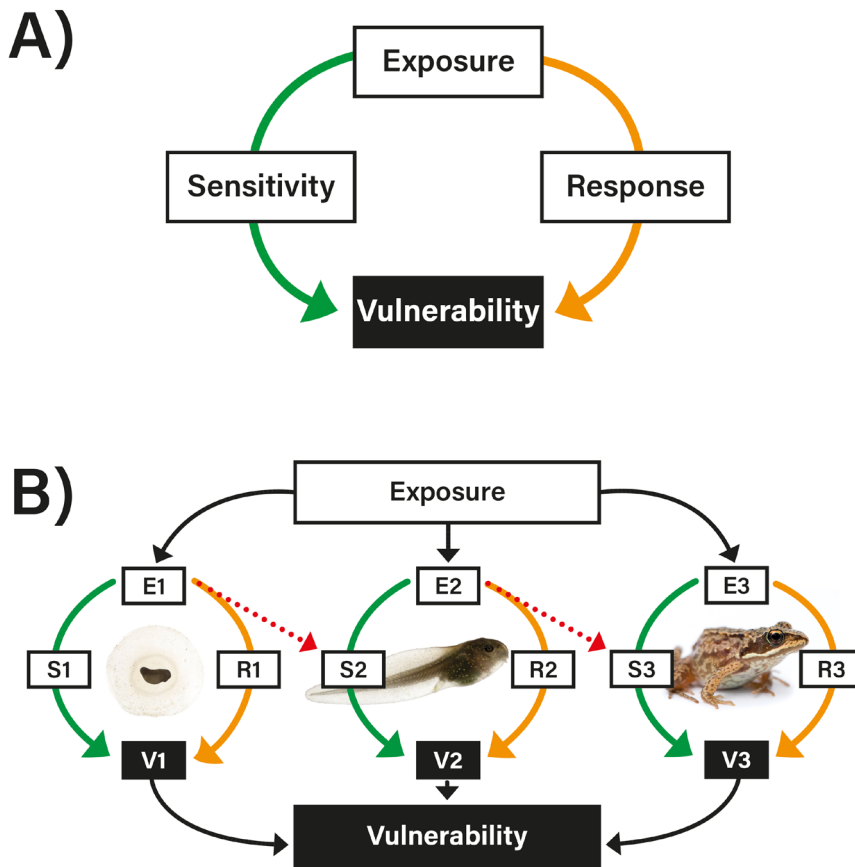 A)
Exposure
Sensitivity
Response
Vulnerability
B)
Exposure
E1
E2
E3
S1
R1
S2
R2
S3
R3
V1
V2
V3
Vulnerability